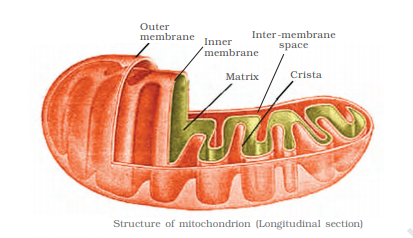 Outer
membrane
Inner
membrane
Inter-membrane
space
Matrix
Crista
Structure of mitochondrion (Longitudinal section)